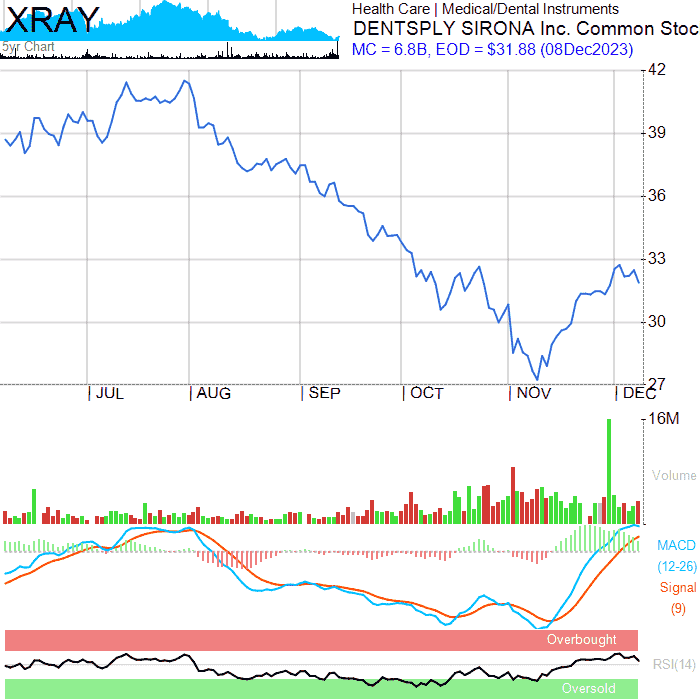 XRAY
5yr Chart
Health Care | Medical/Dental Instruments
DENTSPLY SIRONA Inc. Common Stoc
MC = 6.8B, EOD = $31.88 (08Dec2023)
42
39
36
33
30
27
JUL
AUG
SEP
OCT
NOV
DEC
16M
Volume
MACD
(12-26)
Signal
(9)
Overbought
RSI(14)
Oversold